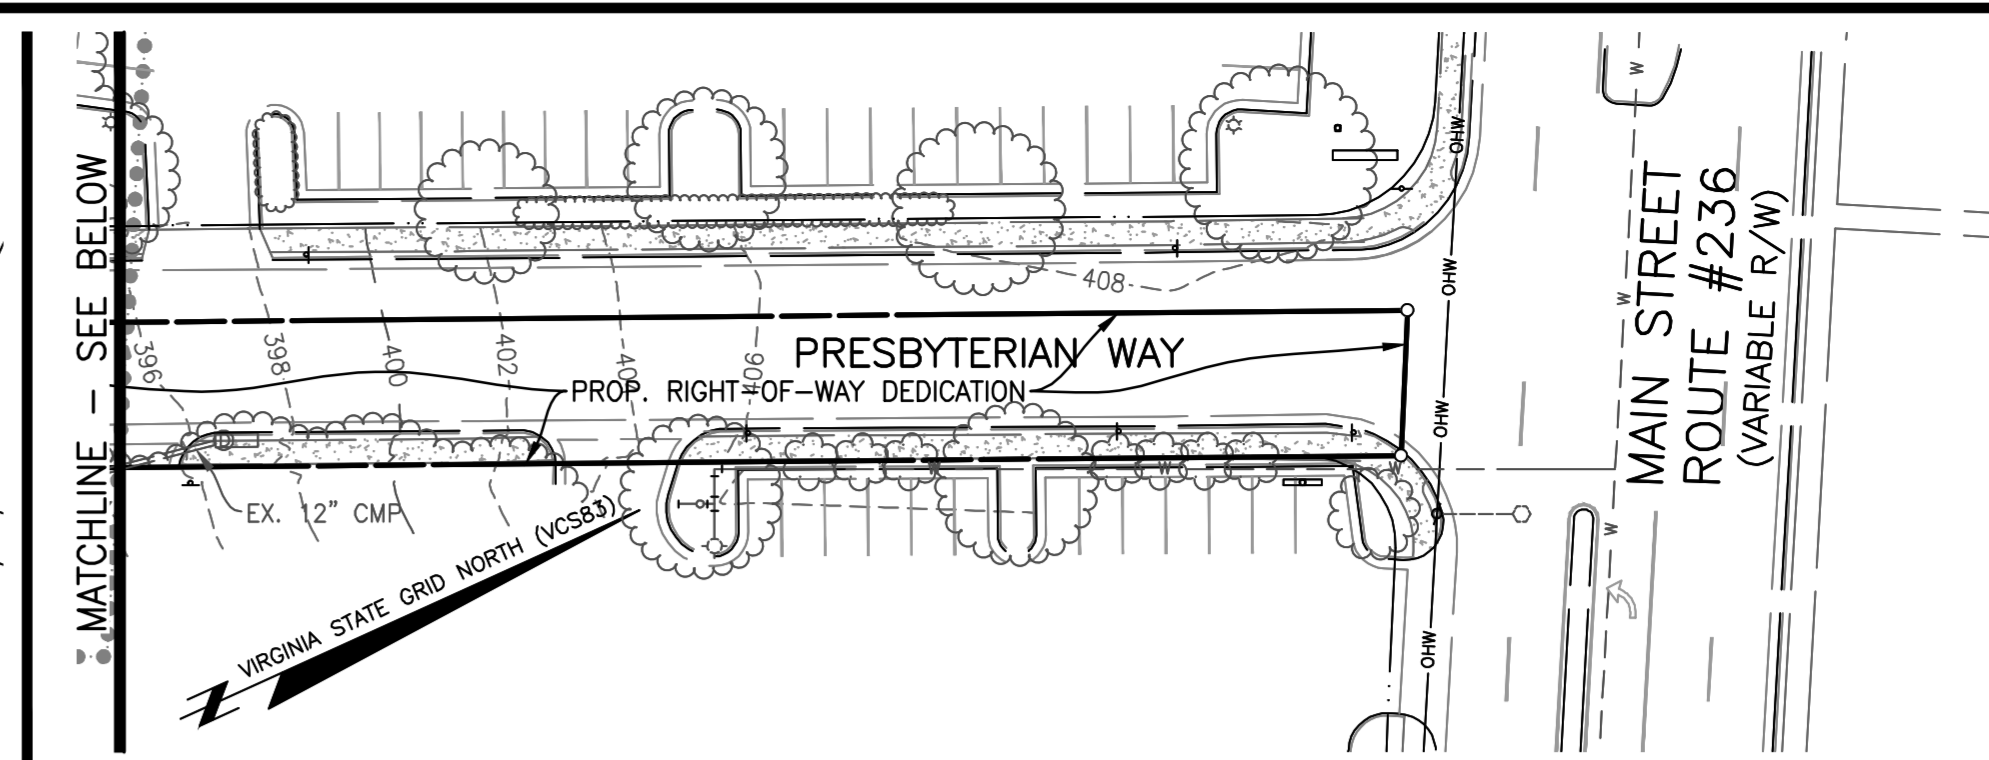 MATCHLINE – SEE BELOW
396
398
400
402
40
406
408
PRESBYTERIAN WAY
PROP. RIGHT-OF-WAY DEDICATION
EX. 12" CMP
VIRGINIA STATE GRID NORTH (VCS83)
N
OHW
OHW
OHW
OHW
W
W
W
W
W
W
MAIN STREET
ROUTE #236
(VARIABLE R/W)